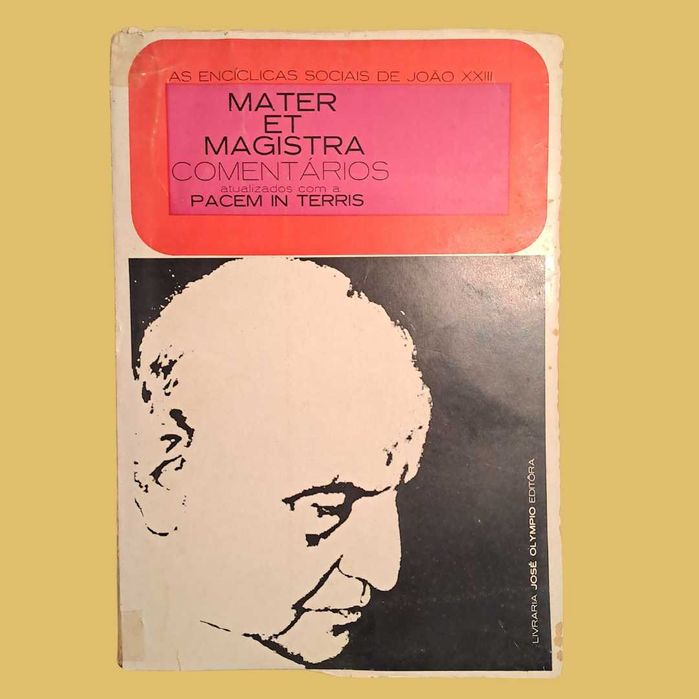 AS ENCÍCLICAS SOCIAIS DE JOÃO XXIII
MATER
ET
MAGISTRA
COMENTÁRIOS
atualizados com a
PACEM IN TERRIS
LIVRARIA JOSÉ OLYMPIO EDITÔRA